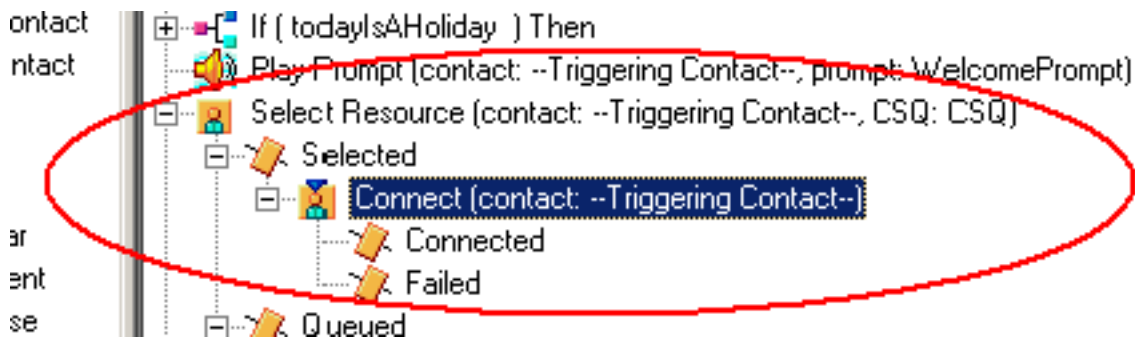 ontact
ntact
ar
ent
se
If ( todayIsAHoliday ) Then
Play Prompt (contact: --Triggering Contact--, prompt: WelcomePrompt)
Select Resource (contact: --Triggering Contact--, CSQ: CSQ)
Selected
Connect (contact: --Triggering Contact--)
Connected
Failed
Queued